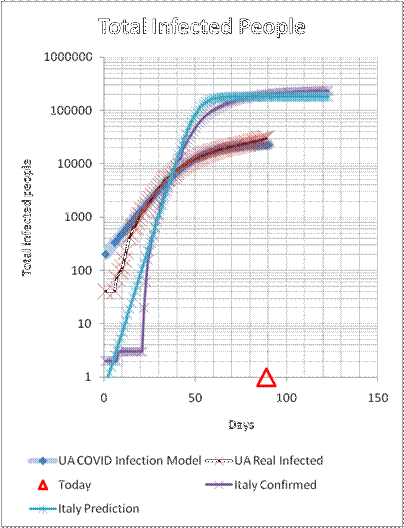 Total Infected People
Total infected people
1000000
100000
10000
1000
100
10
1
0 50 100 150
Days
UA COVID Infection Model UA Real Infected
Today Italy Confirmed
Italy Prediction